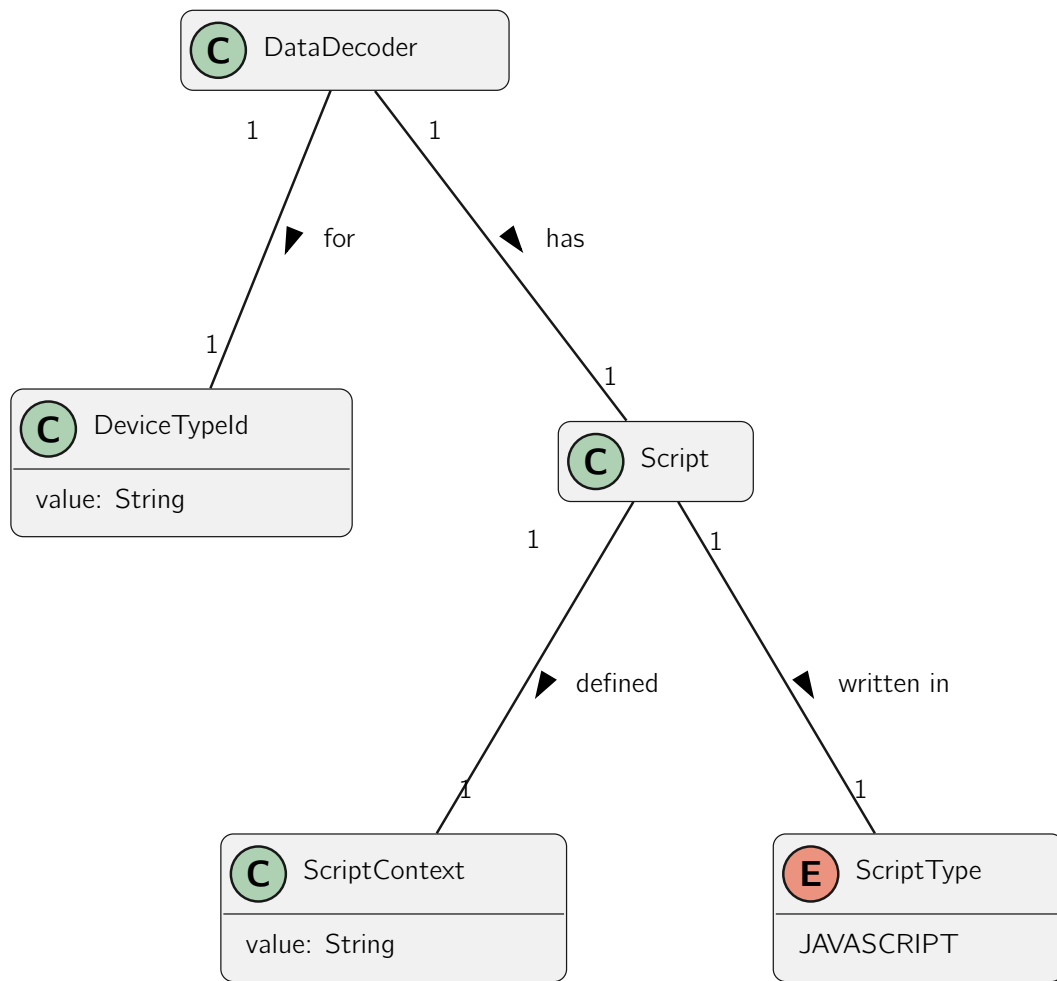 C DataDecoder
1 1
for has
1
1
C DeviceTypeId
value: String
C Script
1 1
defined written in
1 1
C ScriptContext
value: String
E ScriptType
JAVASCRIPT